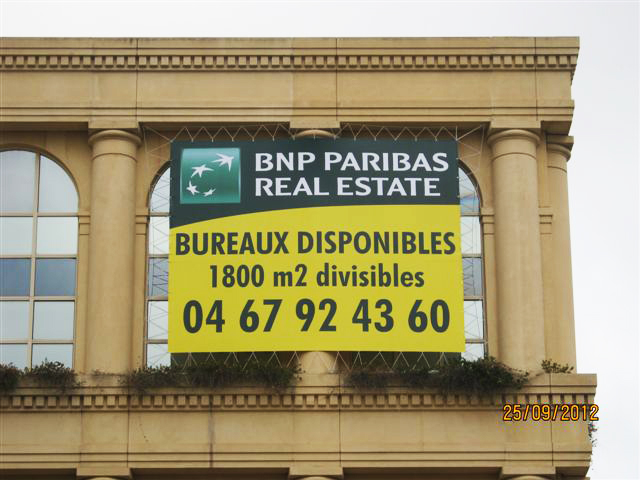 BNP PARIBAS
REAL ESTATE
BUREAUX DISPONIBLES
1800 m2 divisibles
04 67 92 43 60
25/09/2012